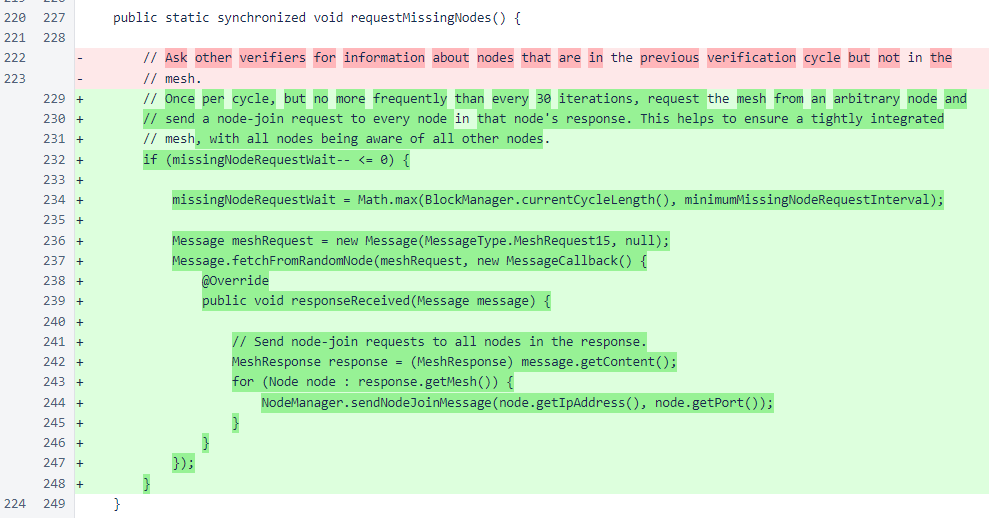 220 227 public static synchronized void requestMissingNodes() {
221 228
222 - // Ask other verifiers for information about nodes that are in the previous verification cycle but not in the
223 - // mesh.
229 + // Once per cycle, but no more frequently than every 30 iterations, request the mesh from an arbitrary node and
230 + // send a node-join request to every node in that node's response. This helps to ensure a tightly integrated
231 + // mesh, with all nodes being aware of all other nodes.
232 + if (missingNodeRequestWait-- <= 0) {
233 +
234 + missingNodeRequestWait = Math.max(BlockManager.currentCycleLength(), minimumMissingNodeRequestInterval);
235 +
236 + Message meshRequest = new Message(MessageType.MeshRequest15, null);
237 + Message.fetchFromRandomNode(meshRequest, new MessageCallback() {
238 + @Override
239 + public void responseReceived(Message message) {
240 +
241 + // Send node-join requests to all nodes in the response.
242 + MeshResponse response = (MeshResponse) message.getContent();
243 + for (Node node : response.getMesh()) {
244 + NodeManager.sendNodeJoinMessage(node.getIpAddress(), node.getPort());
245 + }
246 + }
247 + });
248 + }
224 249 }